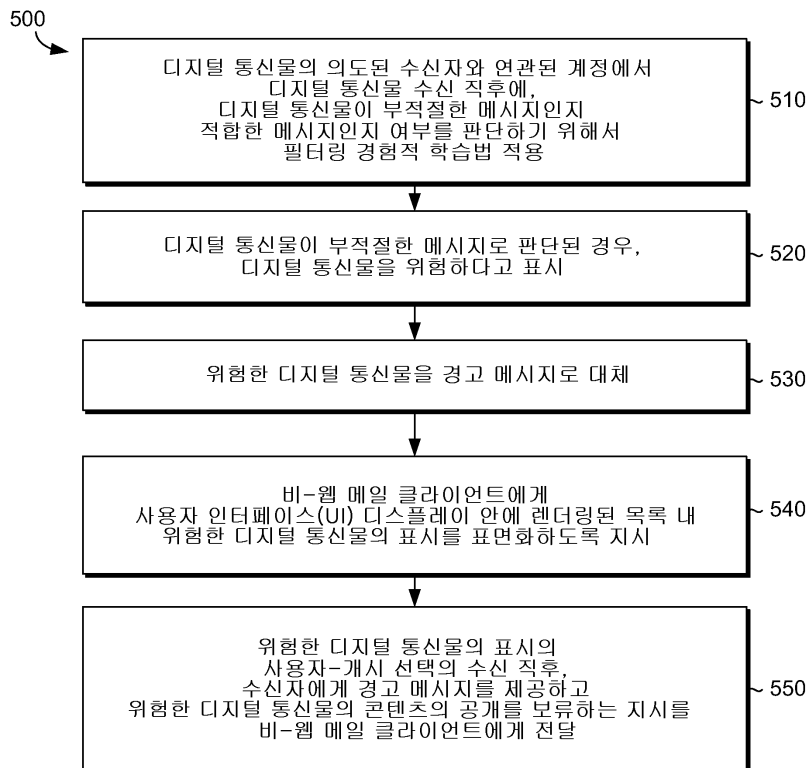 500
디지털 통신물의 의도된 수신자와 연관된 계정에서
디지털 통신물 수신 직후에,
디지털 통신물이 부적절한 메시지인지
적합한 메시지인지 여부를 판단하기 위해서
필터링 경험적 학습법 적용
510
디지털 통신물이 부적절한 메시지로 판단된 경우,
디지털 통신물을 위험하다고 표시
520
위험한 디지털 통신물을 경고 메시지로 대체
530
비-웹 메일 클라이언트에게
사용자 인터페이스(UI) 디스플레이 안에 렌더링된 목록 내
위험한 디지털 통신물의 표시를 표면화하도록 지시
540
위험한 디지털 통신물의 표시의
사용자-개시 선택의 수신 직후,
수신자에게 경고 메시지를 제공하고
위험한 디지털 통신물의 콘텐츠의 공개를 보류하는 지시를
비-웹 메일 클라이언트에게 전달
550